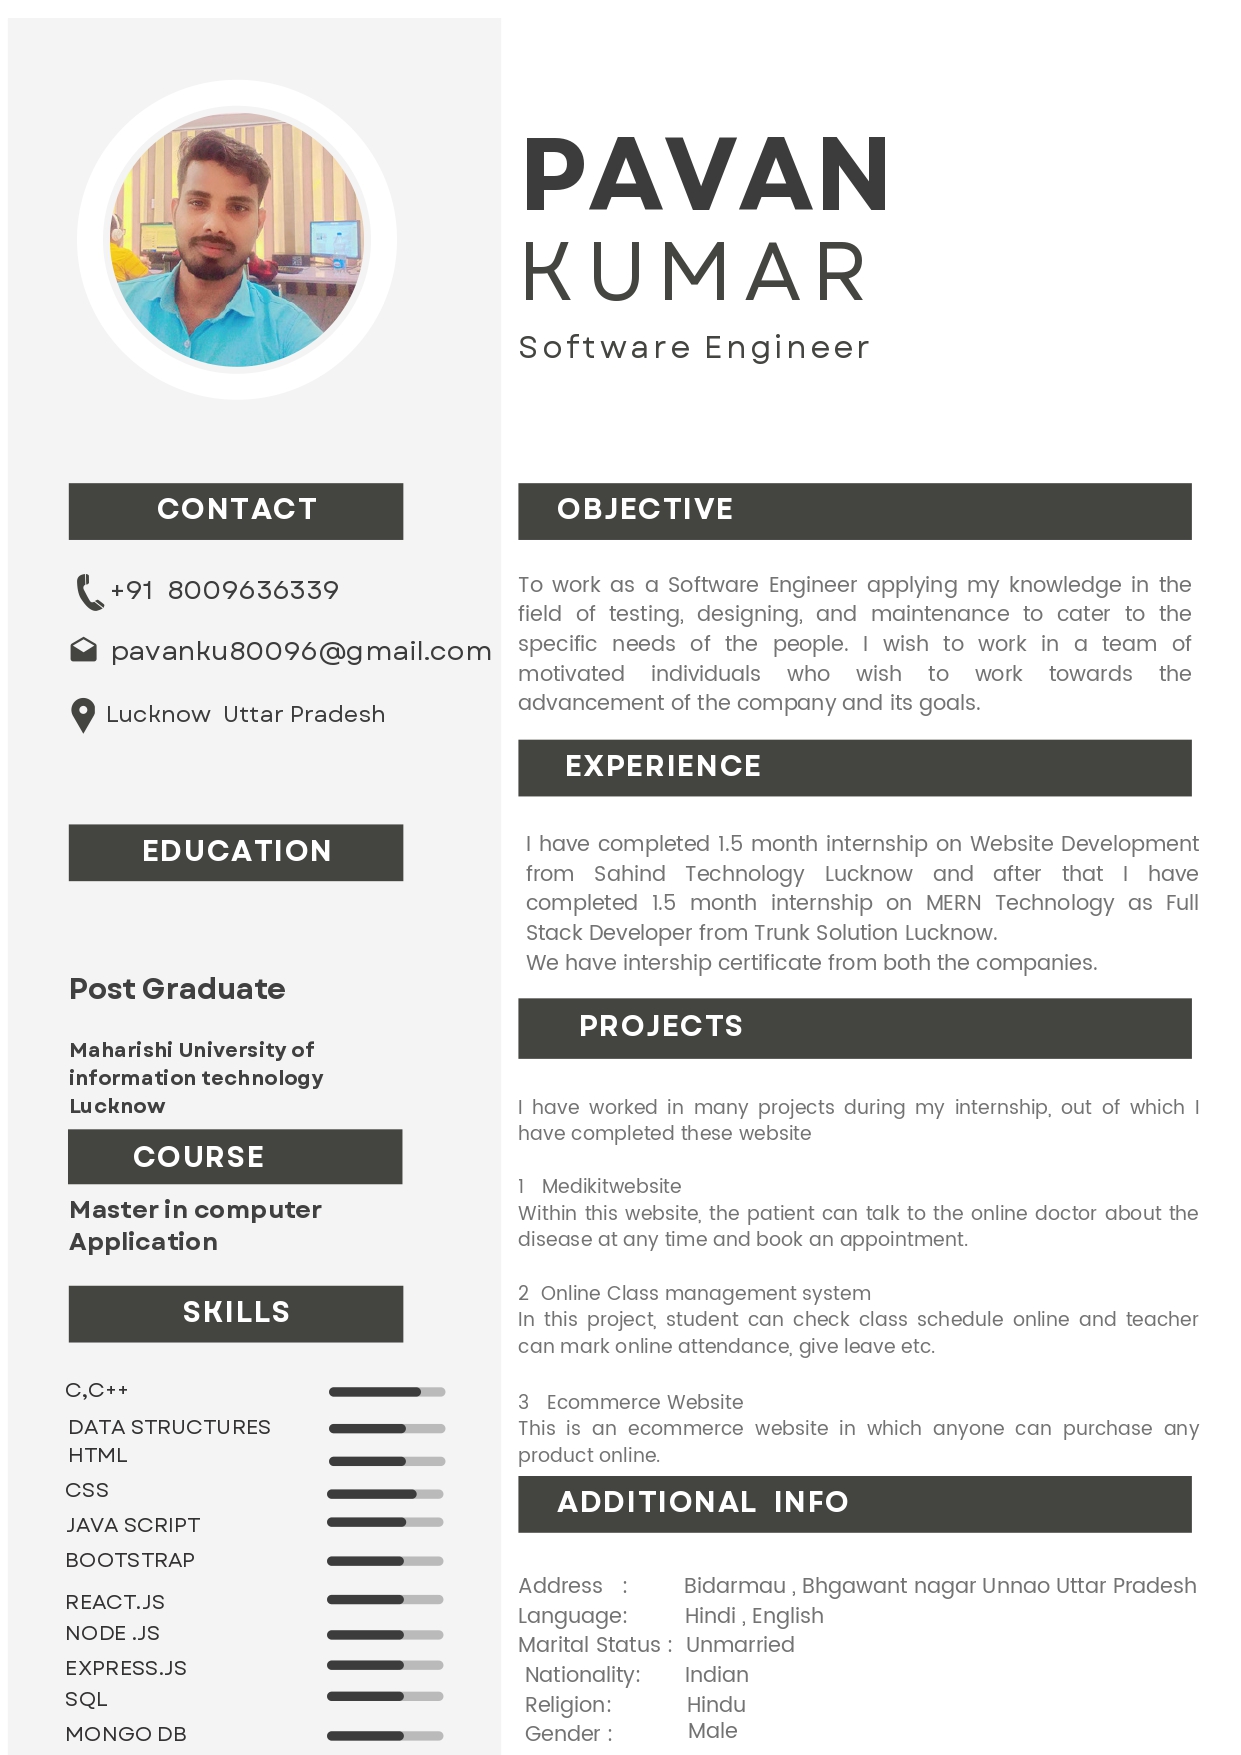 PAVAN
KUMAR
Software Engineer
CONTACT
+91 8009636339
pavanku80096@gmail.com
Lucknow Uttar Pradesh
EDUCATION
Post Graduate
Maharishi University of
information technology
Lucknow
COURSE
Master in computer
Application
SKILLS
C,C++
DATA STRUCTURES
HTML
CSS
JAVA SCRIPT
BOOTSTRAP
REACT.JS
NODE .JS
EXPRESS.JS
SQL
MONGO DB
OBJECTIVE
To work as a Software Engineer applying my knowledge in the
field of testing, designing, and maintenance to cater to the
specific needs of the people. I wish to work in a team of
motivated individuals who wish to work towards the
advancement of the company and its goals.
EXPERIENCE
I have completed 1.5 month internship on Website Development
from Sahind Technology Lucknow and after that I have
completed 1.5 month internship on MERN Technology as Full
Stack Developer from Trunk Solution Lucknow.
We have intership certificate from both the companies.
PROJECTS
I have worked in many projects during my internship, out of which I
have completed these website
1 Medikitwebsite
Within this website, the patient can talk to the online doctor about the
disease at any time and book an appointment.
2 Online Class management system
In this project, student can check class schedule online and teacher
can mark online attendance, give leave etc.
3 Ecommerce Website
This is an ecommerce website in which anyone can purchase any
product online.
ADDITIONAL INFO
Address : Bidarmau , Bhgawant nagar Unnao Uttar Pradesh
Language: Hindi , English
Marital Status : Unmarried
Nationality: Indian
Religion: Hindu
Gender : Male